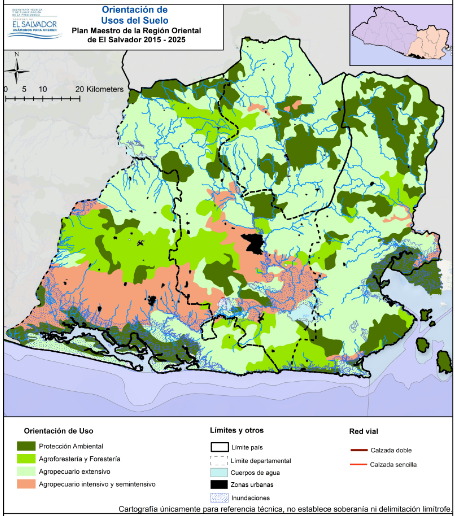 Orientación de
Usos del Suelo
Plan Maestro de la Región Oriental
de El Salvador 2015 - 2025
EL SALVADOR
UNÁMONOS PARA CRECER
N
0 5 10 20 Kilometers
Orientación de Uso
Protección Ambiental
Agroforestería y Forestería
Agropecuario extensivo
Agropecuario intensivo y semintensivo
Límites y otros
Límite país
Límite departamental
Cuerpos de agua
Zonas urbanas
Inundaciones
Red vial
Calzada doble
Calzada sencilla
Cartografía únicamente para referencia técnica, no establece soberanía ni delimitación limítrofe.